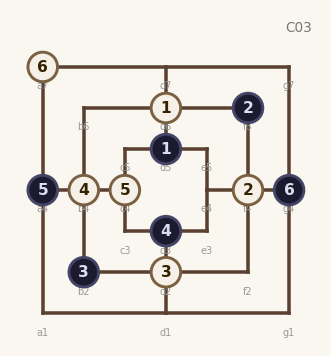 C03
6
a7 d7 g7
1 2
b6 d6 f6
1
c5 d5 e5
5 4 5 2 6
a4 b4 c4 e4 f4 g4
4
c3 d3 e3
3 3
b2 d2 f2
a1 d1 g1